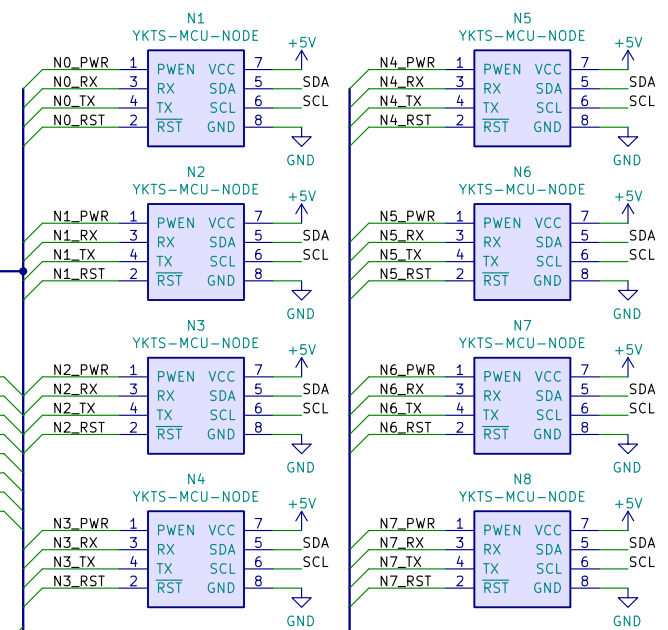 N1
YKTS-MCU-NODE
+5V
N0_PWR 1 PWEN VCC 7
N0_RX 3 RX SDA 5 SDA
N0_TX 4 TX SCL 6 SCL
N0_RST 2 RST GND 8
GND
N2
YKTS-MCU-NODE
+5V
N1_PWR 1 PWEN VCC 7
N1_RX 3 RX SDA 5 SDA
N1_TX 4 TX SCL 6 SCL
N1_RST 2 RST GND 8
GND
N3
YKTS-MCU-NODE
+5V
N2_PWR 1 PWEN VCC 7
N2_RX 3 RX SDA 5 SDA
N2_TX 4 TX SCL 6 SCL
N2_RST 2 RST GND 8
GND
N4
YKTS-MCU-NODE
+5V
N3_PWR 1 PWEN VCC 7
N3_RX 3 RX SDA 5 SDA
N3_TX 4 TX SCL 6 SCL
N3_RST 2 RST GND 8
GND
N5
YKTS-MCU-NODE
+5V
N4_PWR 1 PWEN VCC 7
N4_RX 3 RX SDA 5 SDA
N4_TX 4 TX SCL 6 SCL
N4_RST 2 RST GND 8
GND
N6
YKTS-MCU-NODE
+5V
N5_PWR 1 PWEN VCC 7
N5_RX 3 RX SDA 5 SDA
N5_TX 4 TX SCL 6 SCL
N5_RST 2 RST GND 8
GND
N7
YKTS-MCU-NODE
+5V
N6_PWR 1 PWEN VCC 7
N6_RX 3 RX SDA 5 SDA
N6_TX 4 TX SCL 6 SCL
N6_RST 2 RST GND 8
GND
N8
YKTS-MCU-NODE
+5V
N7_PWR 1 PWEN VCC 7
N7_RX 3 RX SDA 5 SDA
N7_TX 4 TX SCL 6 SCL
N7_RST 2 RST GND 8
GND